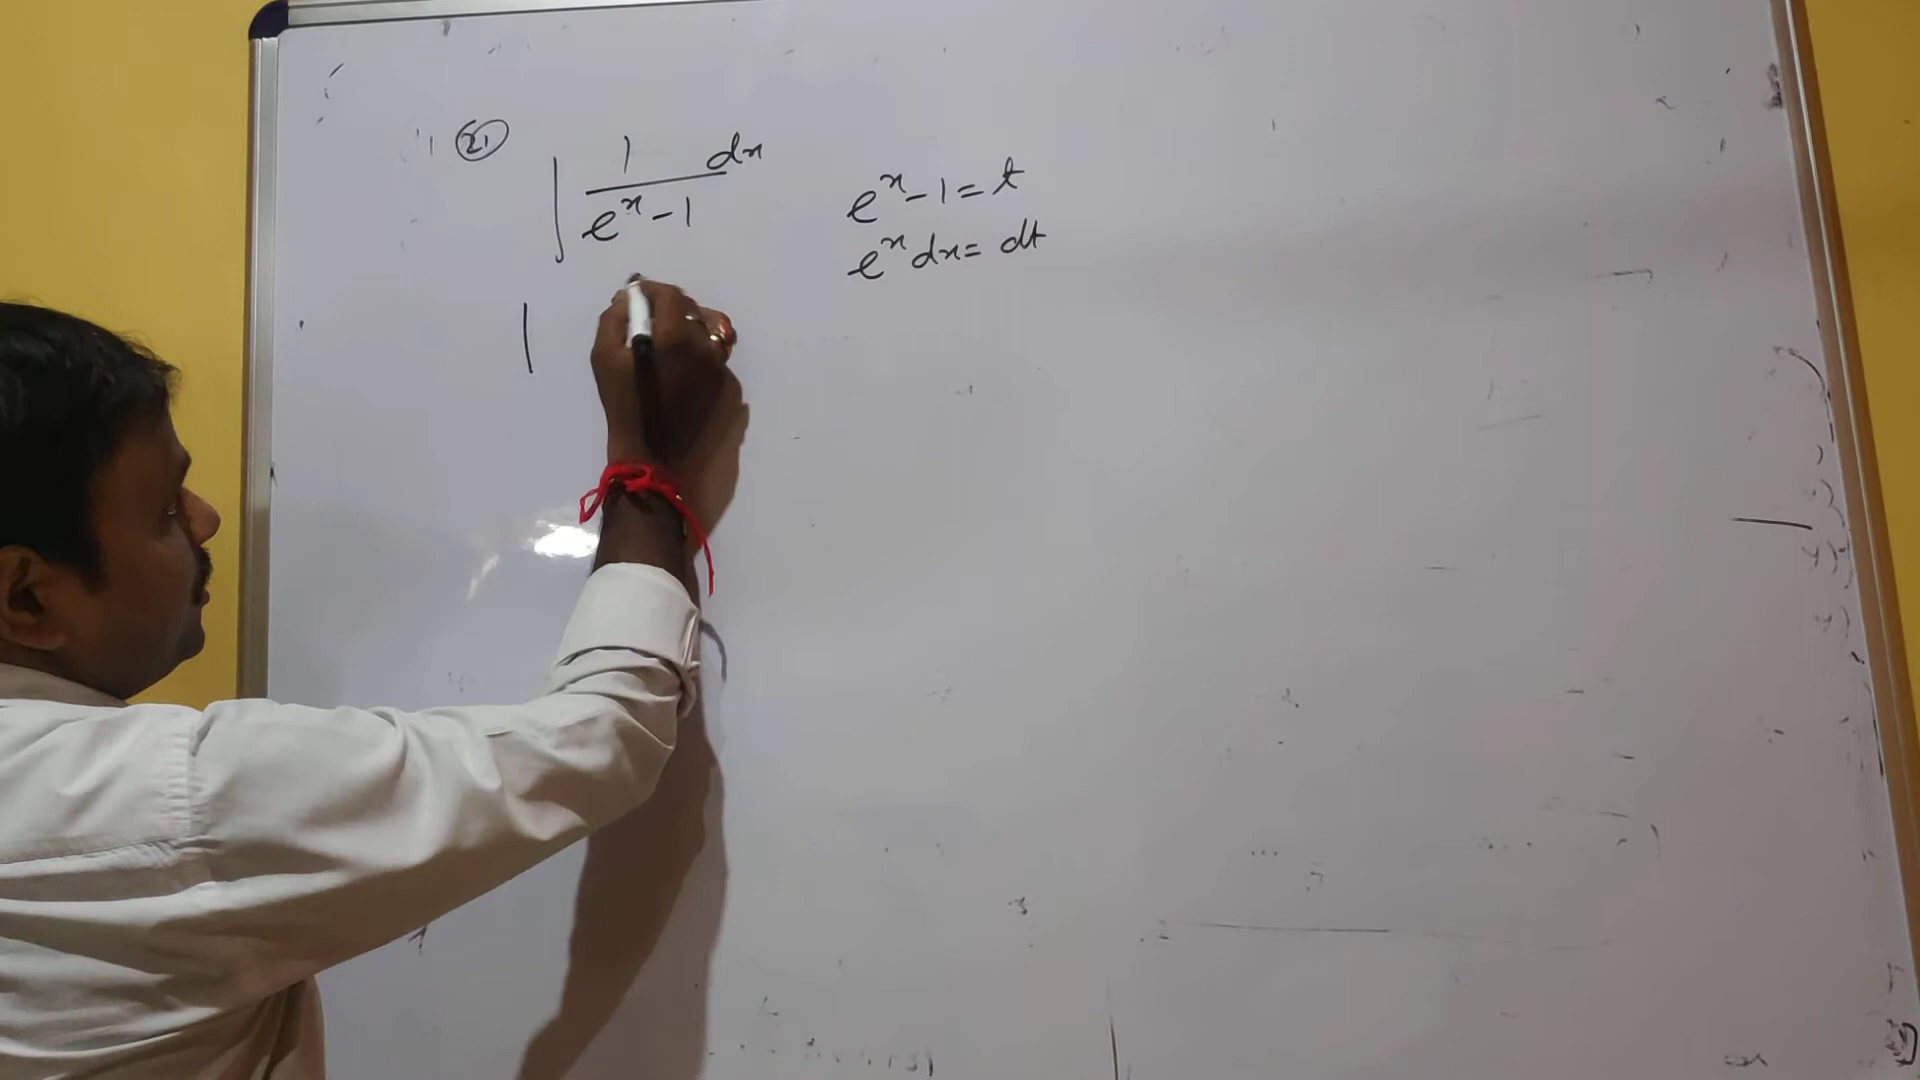 21
∫ 1/(e^x - 1) dx
e^x - 1 = t
e^x dx = dt
∫